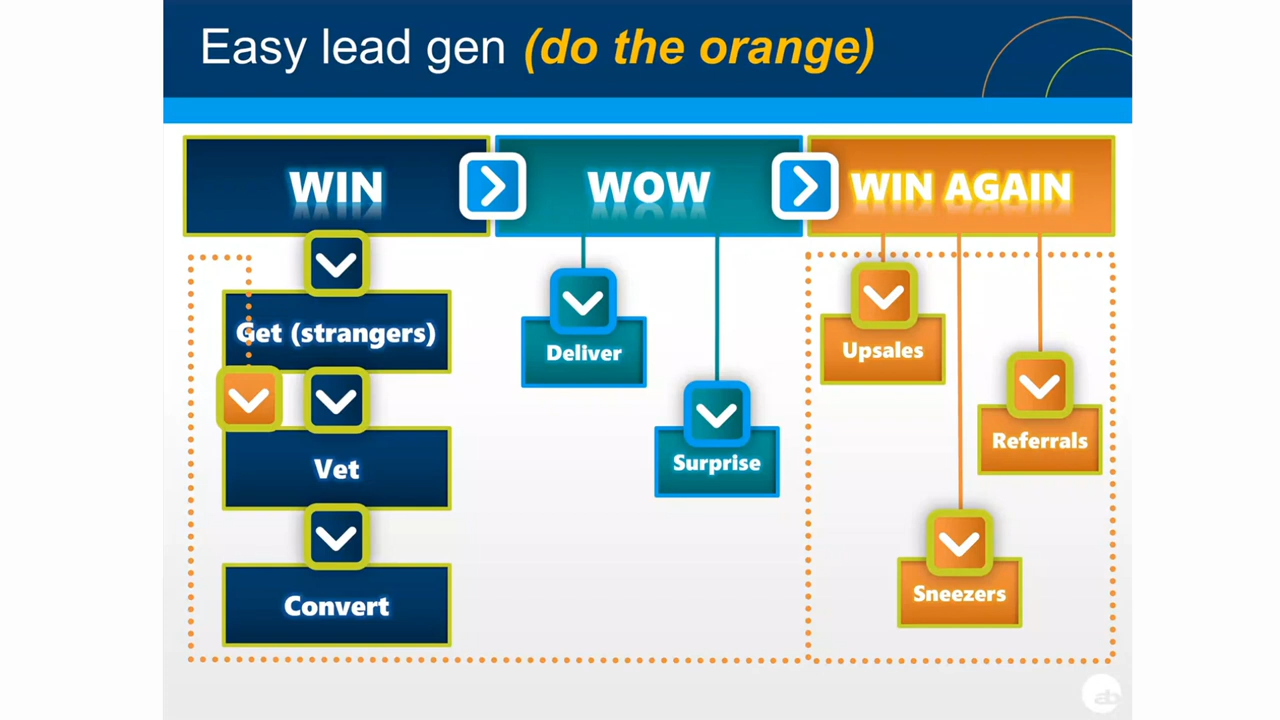 Easy lead gen (do the orange)
WIN
WOW
WIN AGAIN
Get (strangers)
Vet
Convert
Deliver
Surprise
Upsales
Referrals
Sneezers